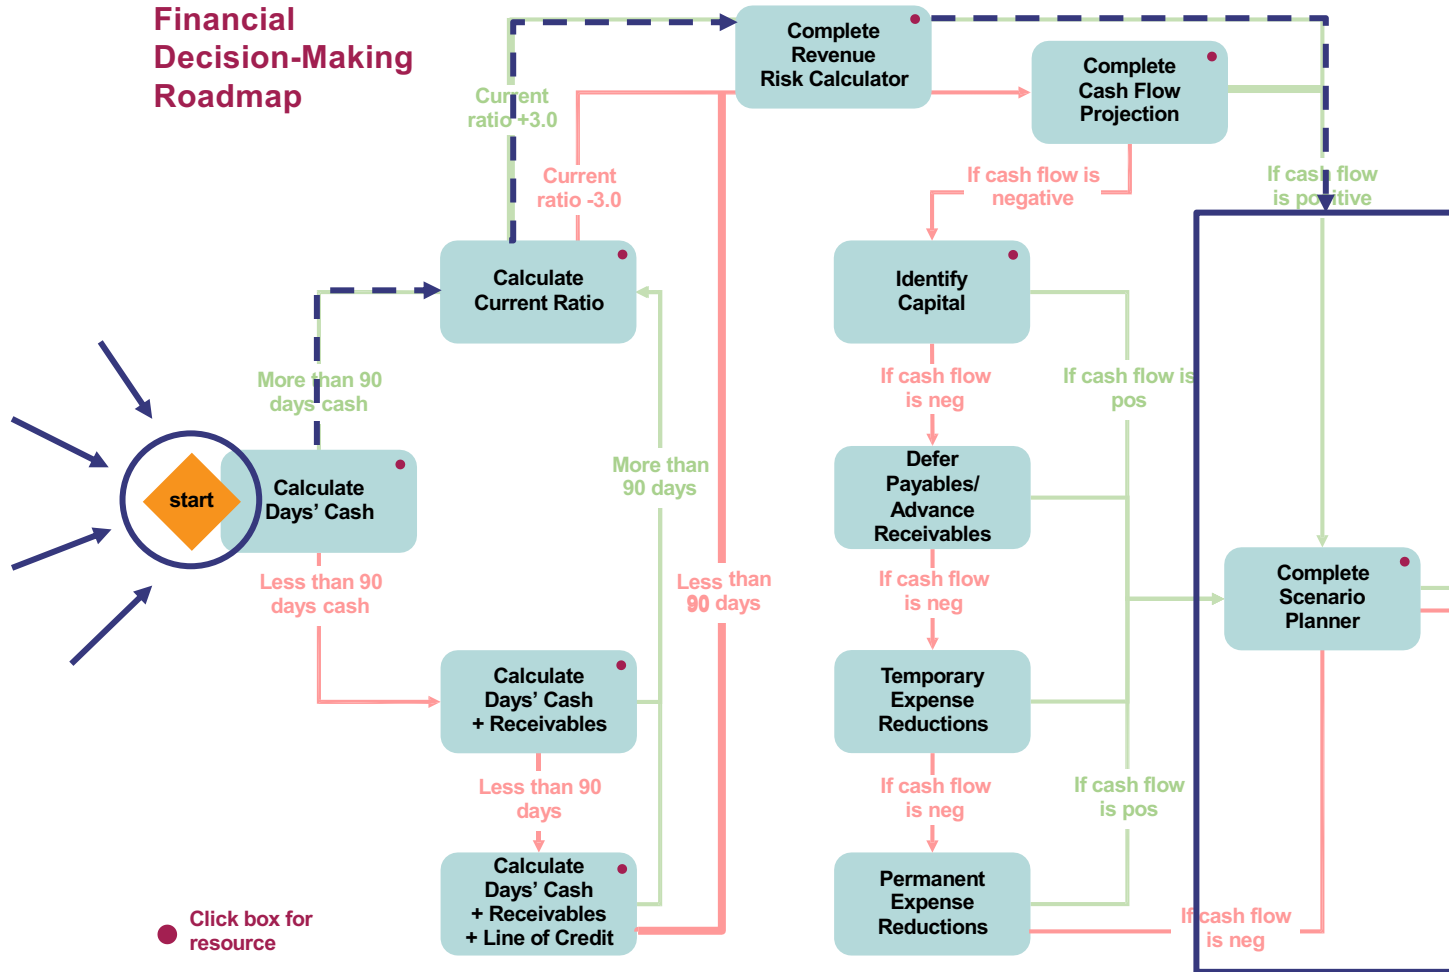 Financial
Decision-Making
Roadmap
Complete
Revenue
Risk Calculator
Complete
Cash Flow
Projection
Current
ratio +3.0
Current
ratio -3.0
If cash flow is
negative
If cash flow
is positive
Calculate
Current Ratio
Identify
Capital
More than 90
days cash
If cash flow
is neg
If cash flow is
pos
start
Calculate
Days’ Cash
More than
90 days
Defer
Payables/
Advance
Receivables
Less than 90
days cash
Less than
90 days
If cash flow
is neg
Complete
Scenario
Planner
Calculate
Days’ Cash
+ Receivables
Temporary
Expense
Reductions
Less than 90
days
If cash flow
is neg
If cash flow
is pos
Calculate
Days’ Cash
+ Receivables
+ Line of Credit
Permanent
Expense
Reductions
If cash flow
is neg
Click box for
resource